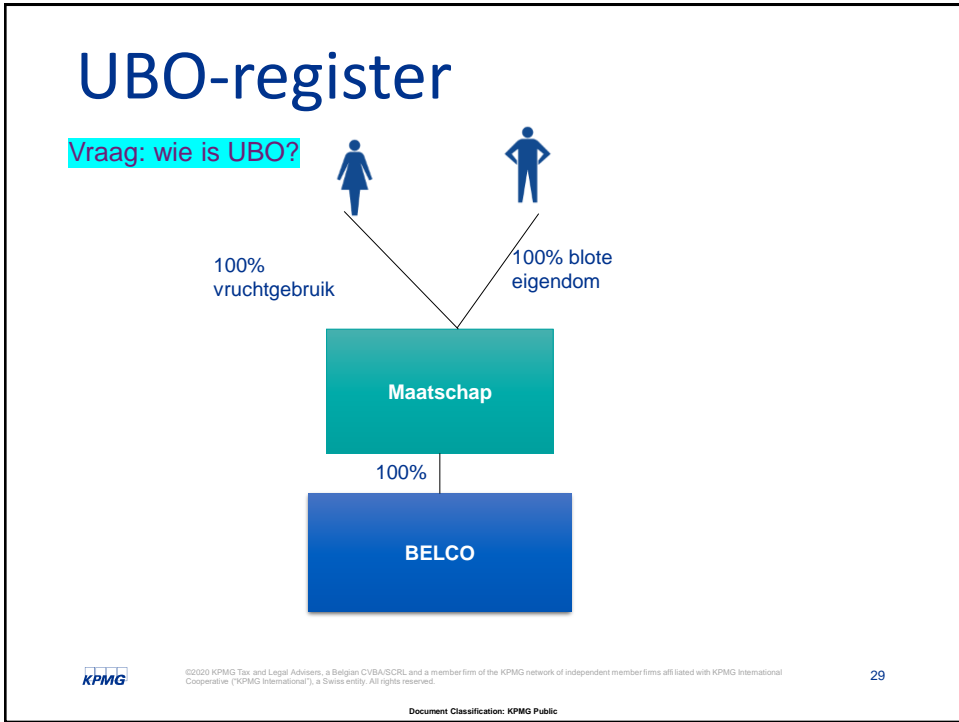 UBO-register
Vraag: wie is UBO?
100%
vruchtgebruik
100% blote
eigendom
Maatschap
100%
BELCO
KPMG
©2020 KPMG Tax and Legal Advisers, a Belgian CVBA/SCRL and a member firm of the KPMG network of independent member firms affiliated with KPMG International
Cooperative ("KPMG International"), a Swiss entity. All rights reserved.
29
Document Classification: KPMG Public